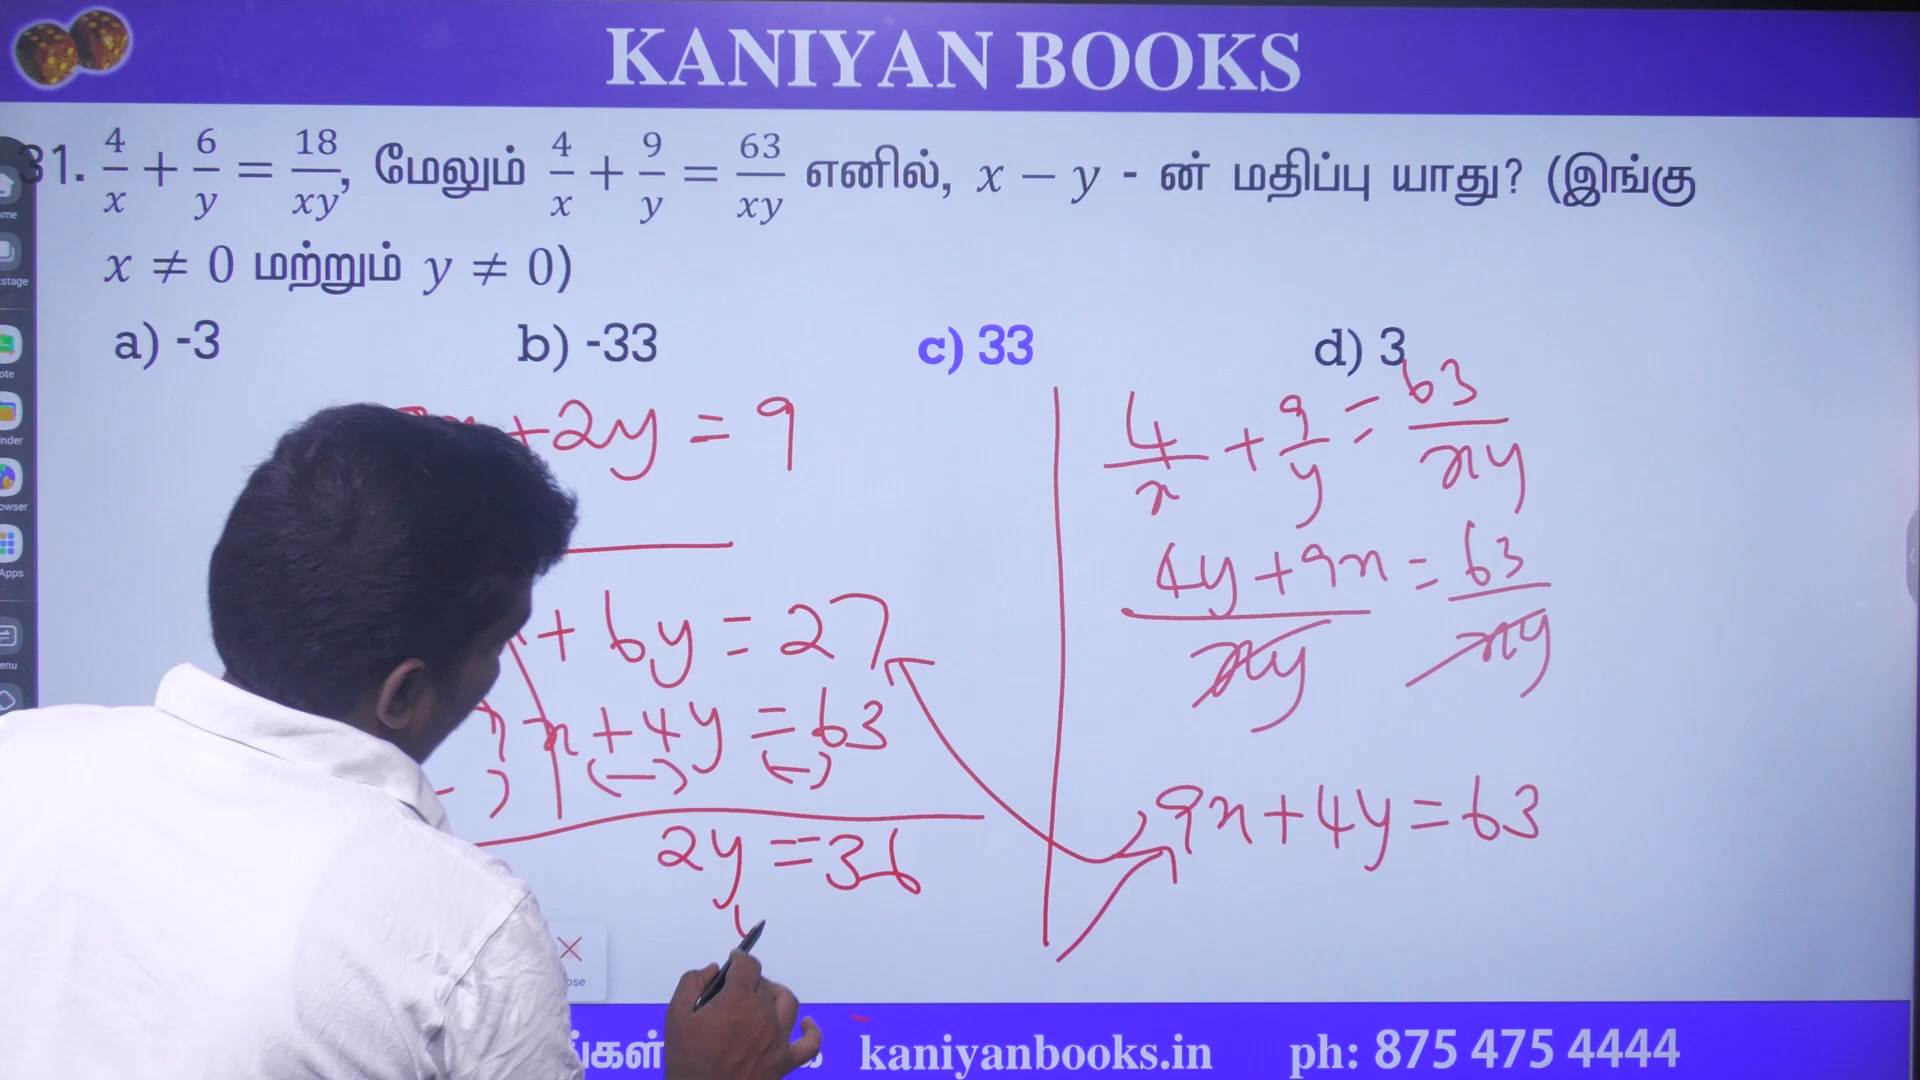 KANIYAN BOOKS
31. 4/x + 6/y = 18/xy, மேலும் 4/x + 9/y = 63/xy எனில், x − y - ன் மதிப்பு யாது? (இங்கு
x ≠ 0 மற்றும் y ≠ 0)
a) -3 b) -33 c) 33 d) 3
+2y = 9
+ 6y = 27
x+4y = 63
(−) (−)
2y = 36
4/x + 9/y = 63/xy
4y+9x/xy = 63/xy
9x+4y=63
kaniyanbooks.in ph: 875 475 4444